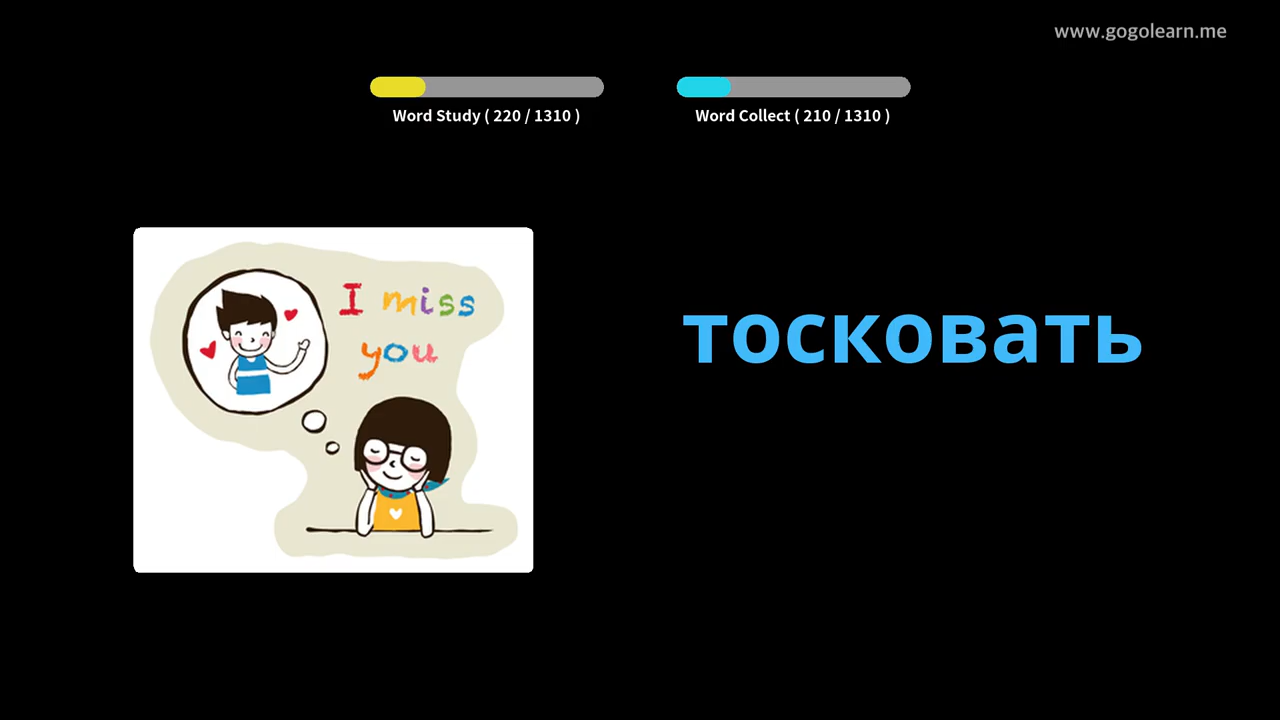 www.gogolearn.me
Word Study ( 220 / 1310 )
Word Collect ( 210 / 1310 )
I miss
you
тосковать